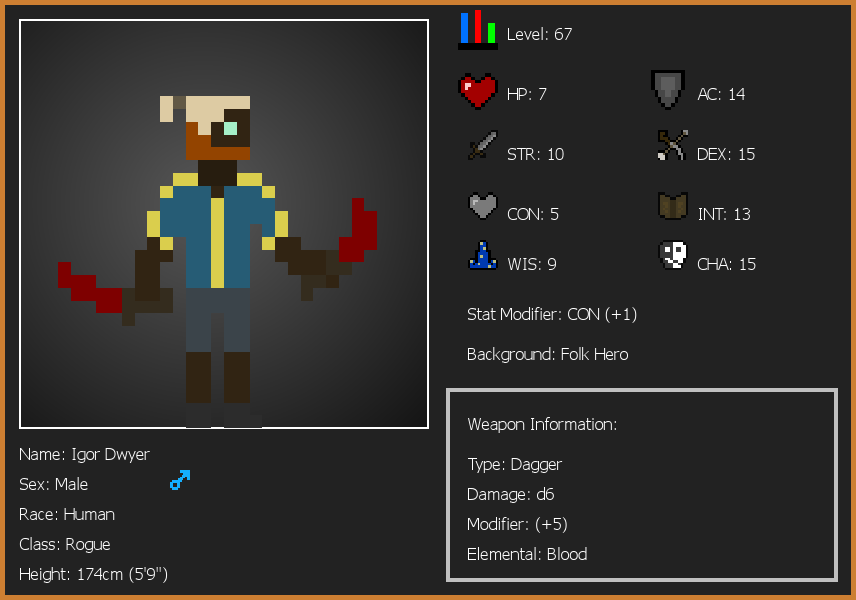 Level: 67
HP: 7
AC: 14
STR: 10
DEX: 15
CON: 5
INT: 13
WIS: 9
CHA: 15
Stat Modifier: CON (+1)
Background: Folk Hero
Weapon Information:
Type: Dagger
Damage: d6
Modifier: (+5)
Elemental: Blood
Name: Igor Dwyer
Sex: Male
Race: Human
Class: Rogue
Height: 174cm (5'9")